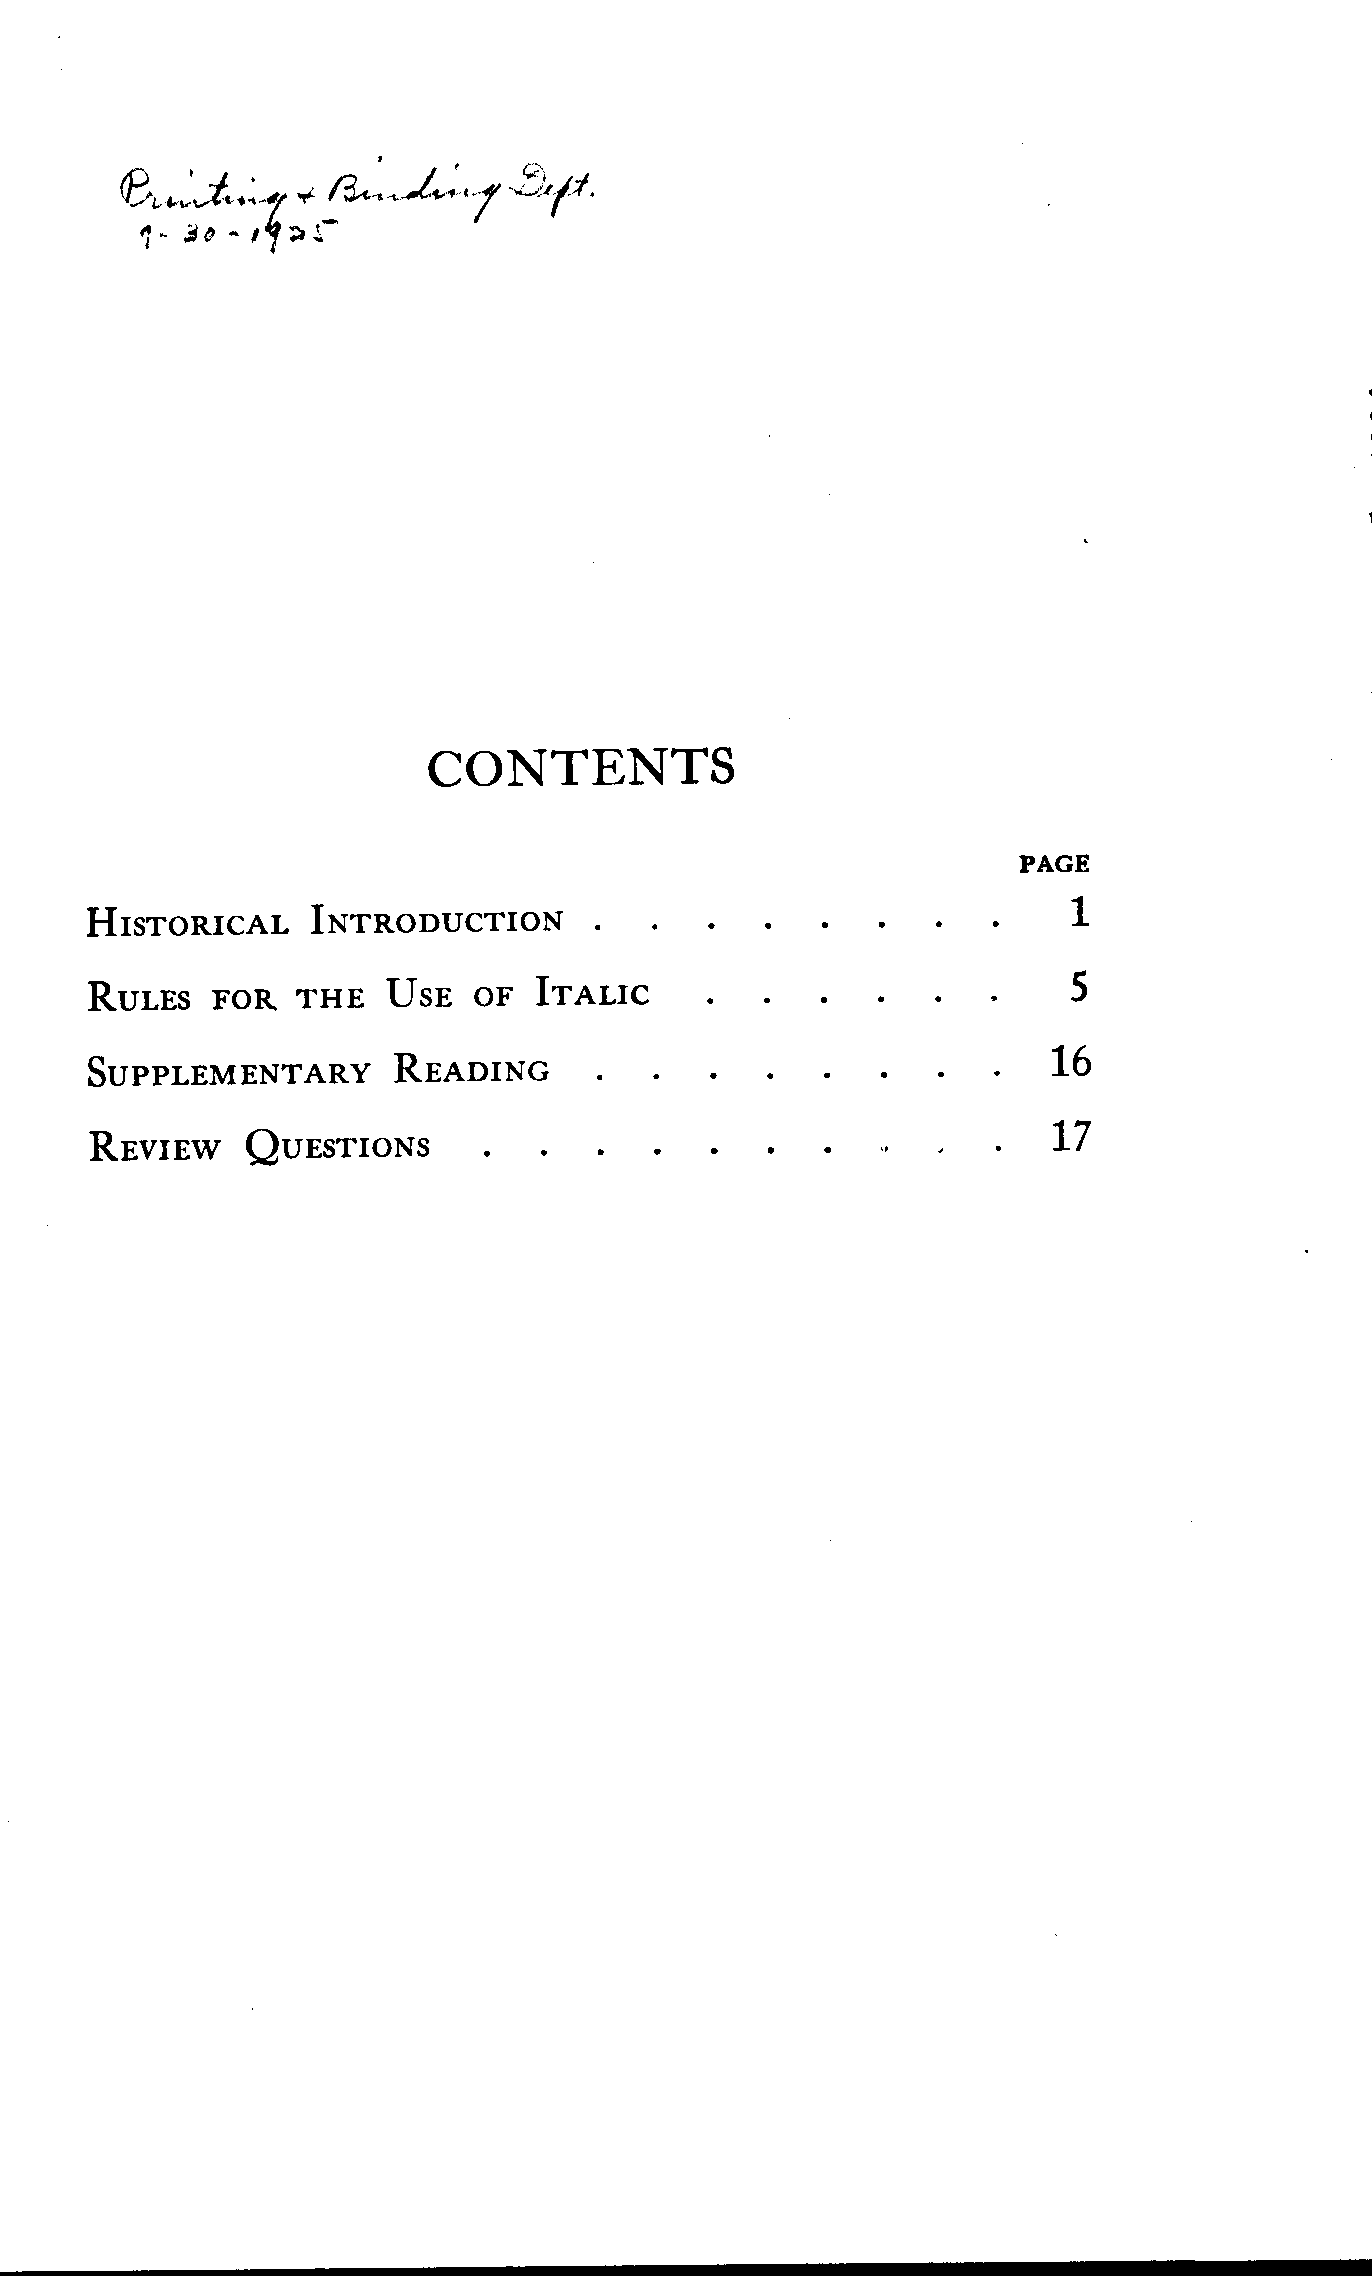 Printing & Binding Dept.
9-30-1925
CONTENTS
PAGE
HISTORICAL INTRODUCTION . . . . . . . . 1
RULES FOR THE USE OF ITALIC . . . . . . 5
SUPPLEMENTARY READING . . . . . . . . 16
REVIEW QUESTIONS . . . . . . . . . . 17